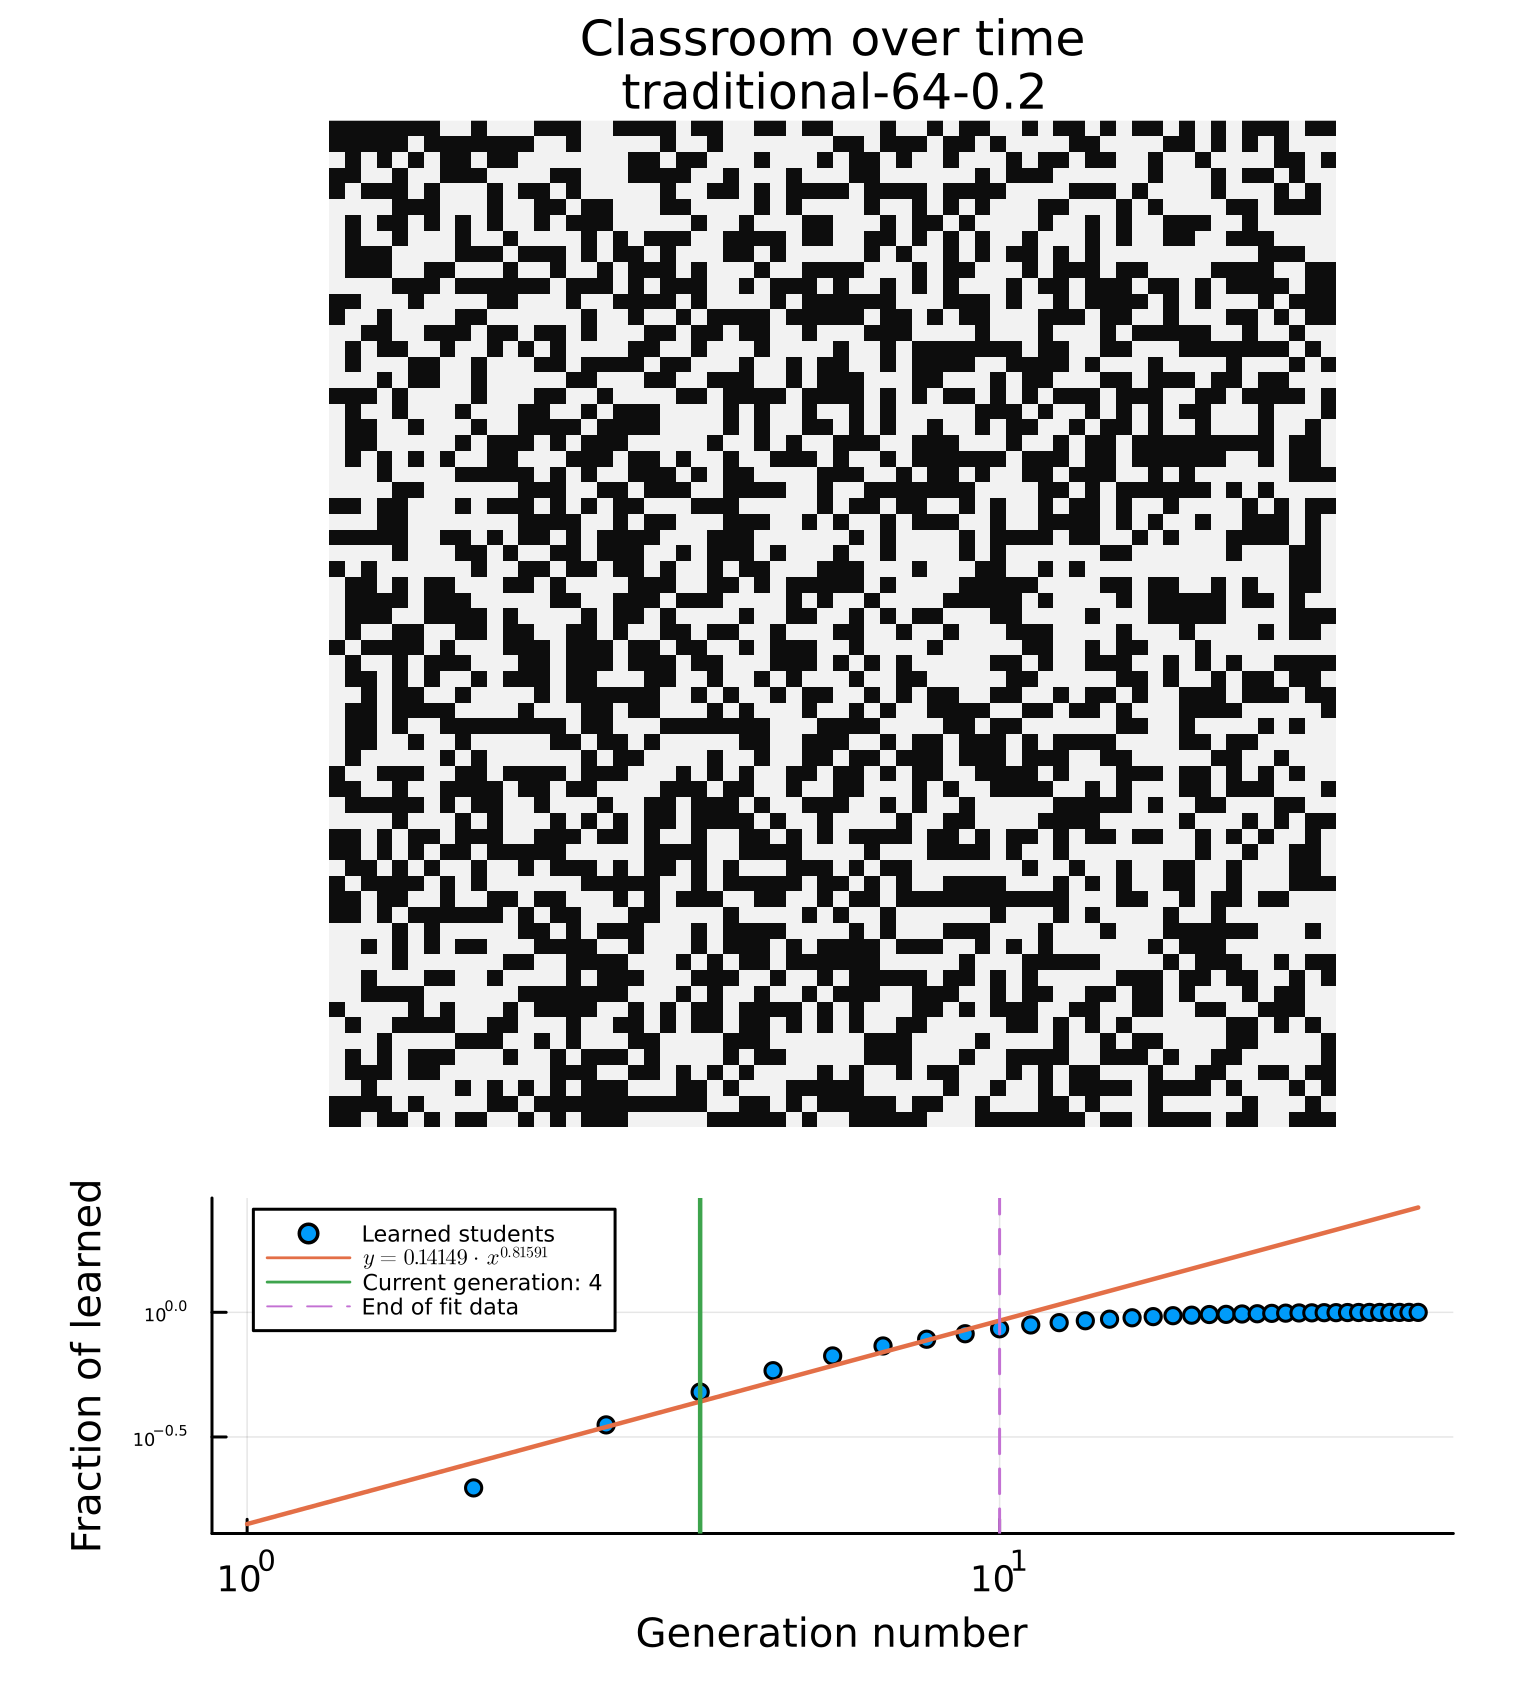 Classroom over time
traditional-64-0.2
Fraction of learned
Learned students
y = 0.14149 · x^0.81591
Current generation: 4
End of fit data
10^0.0
10^−0.5
10^0
10^1
Generation number